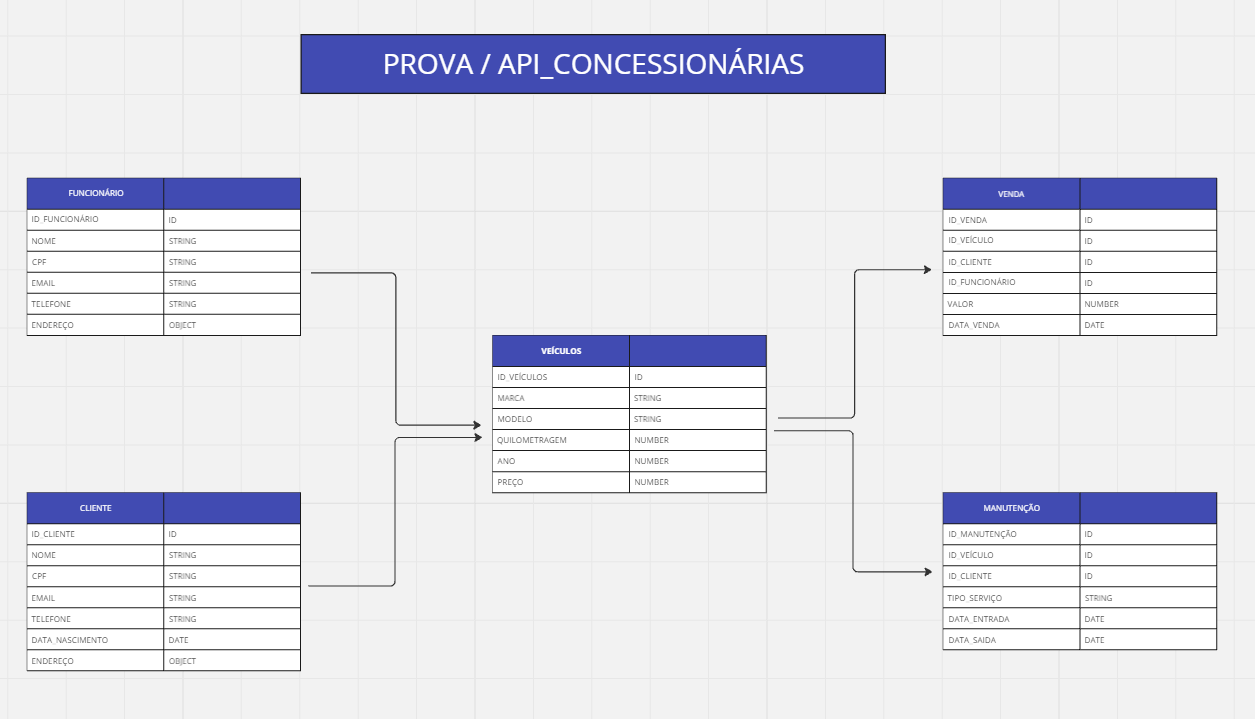 PROVA / API_CONCESSIONÁRIAS
FUNCIONÁRIO
ID_FUNCIONÁRIO ID
NOME STRING
CPF STRING
EMAIL STRING
TELEFONE STRING
ENDEREÇO OBJECT
CLIENTE
ID_CLIENTE ID
NOME STRING
CPF STRING
EMAIL STRING
TELEFONE STRING
DATA_NASCIMENTO DATE
ENDEREÇO OBJECT
VEÍCULOS
ID_VEÍCULOS ID
MARCA STRING
MODELO STRING
QUILOMETRAGEM NUMBER
ANO NUMBER
PREÇO NUMBER
VENDA
ID_VENDA ID
ID_VEÍCULO ID
ID_CLIENTE ID
ID_FUNCIONÁRIO ID
VALOR NUMBER
DATA_VENDA DATE
MANUTENÇÃO
ID_MANUTENÇÃO ID
ID_VEÍCULO ID
ID_CLIENTE ID
TIPO_SERVIÇO STRING
DATA_ENTRADA DATE
DATA_SAIDA DATE